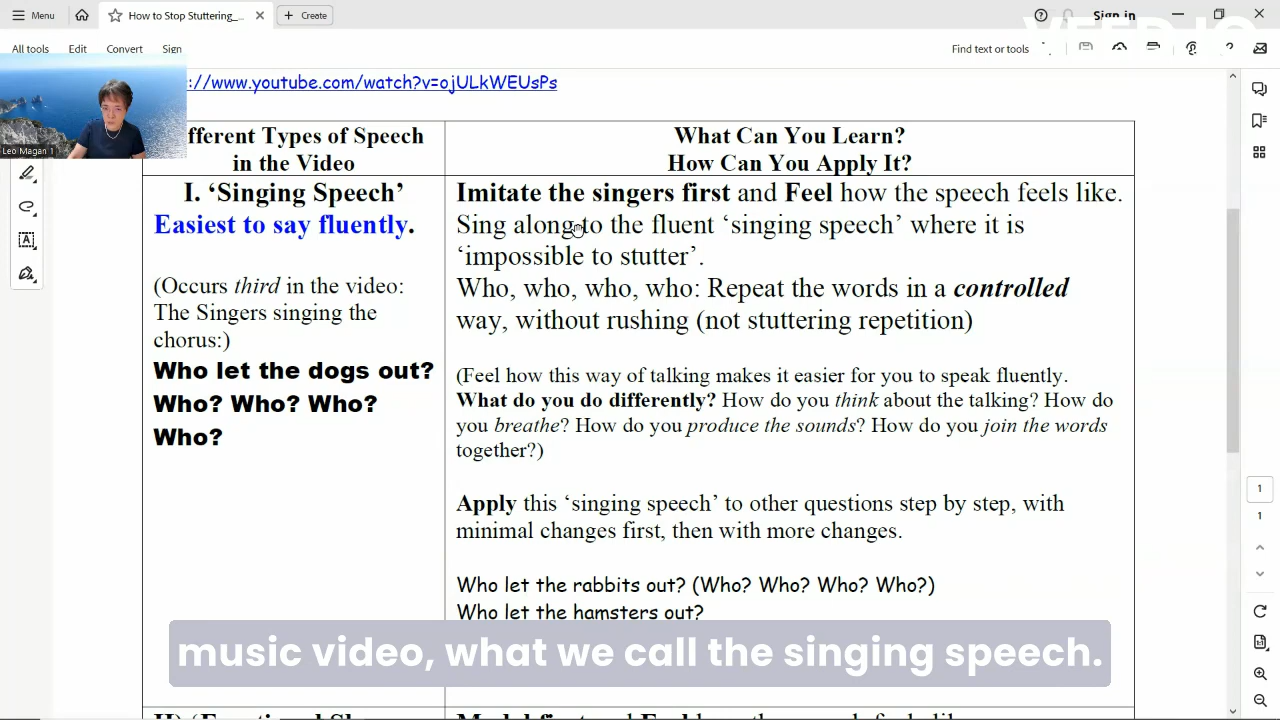 Menu
How to Stop Stuttering_...
Create
Sign in
All tools
Edit
Convert
Sign
Find text or tools
://www.youtube.com/watch?v=ojULkWEUsPs
Leo Magan 1
fferent Types of Speech
in the Video
What Can You Learn?
How Can You Apply It?
I. ‘Singing Speech’
Easiest to say fluently.
(Occurs third in the video:
The Singers singing the
chorus:)
Who let the dogs out?
Who? Who? Who?
Who?
Imitate the singers first and Feel how the speech feels like.
Sing along to the fluent ‘singing speech’ where it is
‘impossible to stutter’.
Who, who, who, who: Repeat the words in a controlled
way, without rushing (not stuttering repetition)
(Feel how this way of talking makes it easier for you to speak fluently.
What do you do differently? How do you think about the talking? How do
you breathe? How do you produce the sounds? How do you join the words
together?)
Apply this ‘singing speech’ to other questions step by step, with
minimal changes first, then with more changes.
Who let the rabbits out? (Who? Who? Who? Who?)
Who let the hamsters out?
music video, what we call the singing speech.
1
1